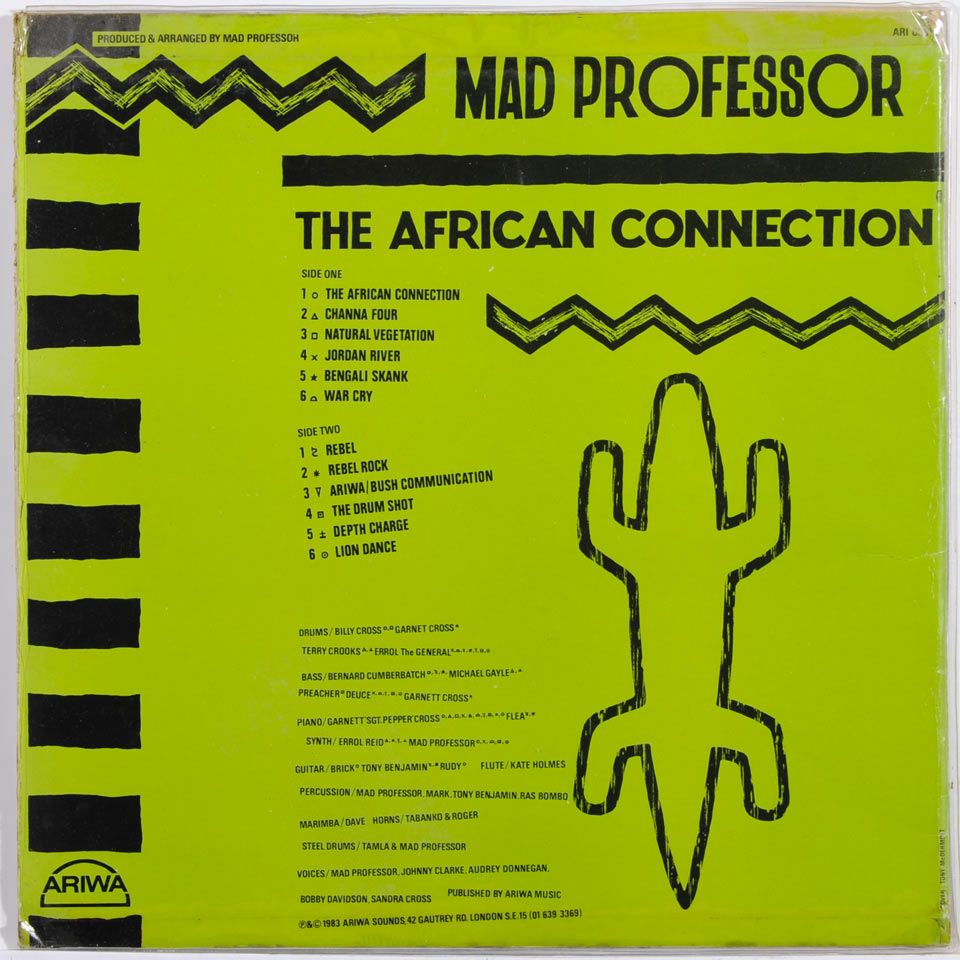 PRODUCED & ARRANGED BY MAD PROFESSOR
ARI
MAD PROFESSOR
THE AFRICAN CONNECTION
SIDE ONE
1 ○ THE AFRICAN CONNECTION
2 △ CHANNA FOUR
3 □ NATURAL VEGETATION
4 × JORDAN RIVER
5 ★ BENGALI SKANK
6 ⌓ WAR CRY
SIDE TWO
1 REBEL
2 * REBEL ROCK
3 ▽ ARIWA/BUSH COMMUNICATION
4 ⊡ THE DRUM SHOT
5 ± DEPTH CHARGE
6 ⊙ LION DANCE
DRUMS/BILLY CROSS GARNET CROSS
TERRY CROOKS ERROL The GENERAL
BASS/BERNARD CUMBERBATCH MICHAEL GAYLE
PREACHER DEUCE GARNETT CROSS
PIANO/GARNETT'SGT. PEPPER'CROSS FLEA
SYNTH/ERROL REID MAD PROFESSOR
GUITAR/BRICK TONY BENJAMIN RUDY FLUTE/KATE HOLMES
PERCUSSION/MAD PROFESSOR, MARK, TONY BENJAMIN, RAS BOMBO
MARIMBA/DAVE HORNS/TABANKO & ROGER
STEEL DRUMS/TAMLA & MAD PROFESSOR
VOICES/MAD PROFESSOR, JOHNNY CLARKE, AUDREY DONNEGAN,
BOBBY DAVIDSON, SANDRA CROSS PUBLISHED BY ARIWA MUSIC
℗&© 1983 ARIWA SOUNDS, 42 GAUTREY RD. LONDON S.E.15 (01 639 3369)
ARIWA
TONY McDERMOTT